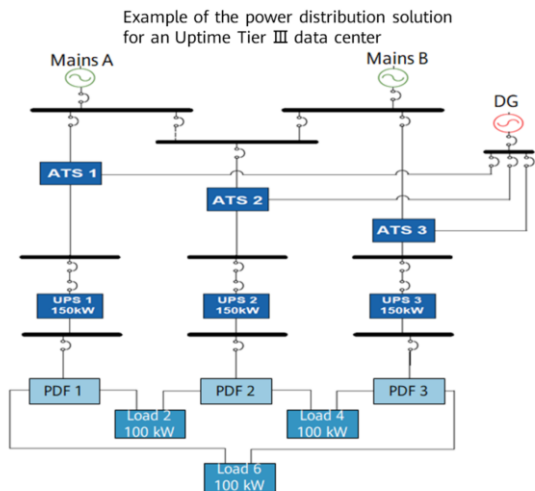 Example of the power distribution solution
for an Uptime Tier Ⅲ data center
Mains A
Mains B
DG
ATS 1
ATS 2
ATS 3
UPS 1
150kW
UPS 2
150kW
UPS 3
150kW
PDF 1
PDF 2
PDF 3
Load 2
100 kW
Load 4
100 kW
Load 6
100 kW